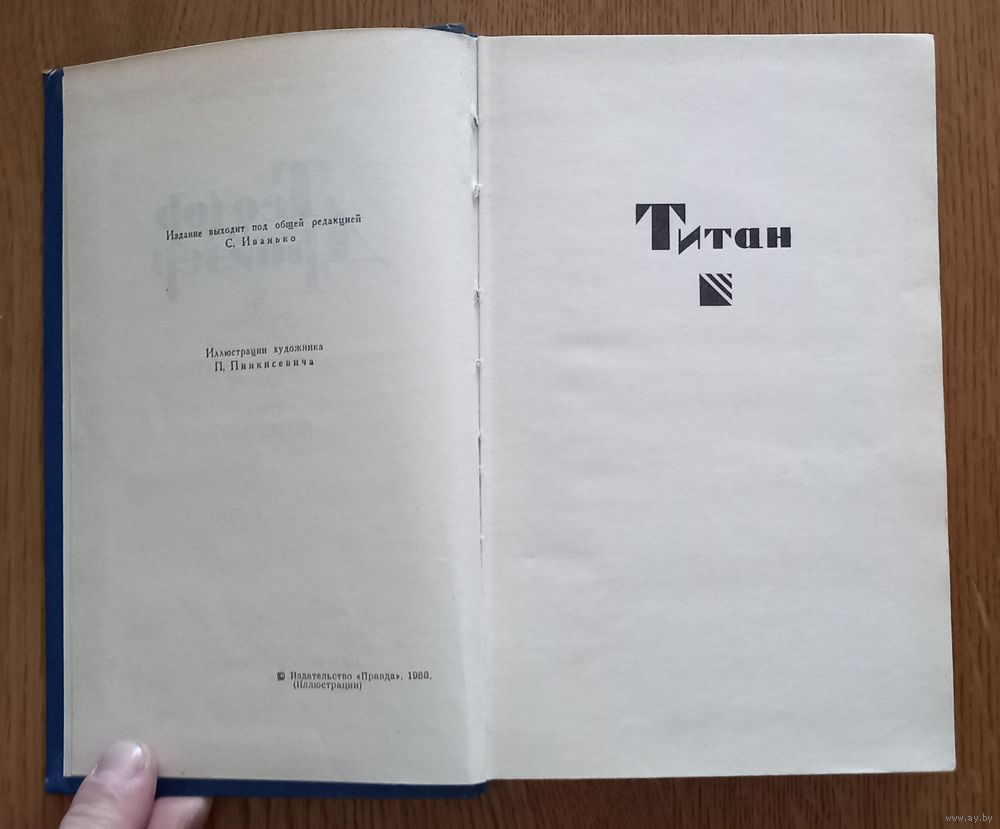 Издание выходит под общей редакцией
С. Иванько
Иллюстрации художника
П. Пинкисевича
© Издательство «Правда», 1986.
(Иллюстрации)
Титан
www.ay.by